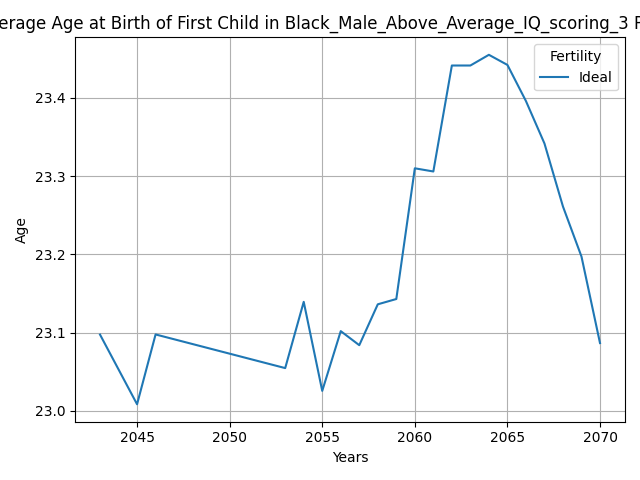 Age at Birth of First Child in Black_Male_Above_Average_IQ_scoring_3
Fertility
Ideal
23.4
23.3
23.2
23.1
23.0
Age
2045 2050 2055 2060 2065 2070
Years